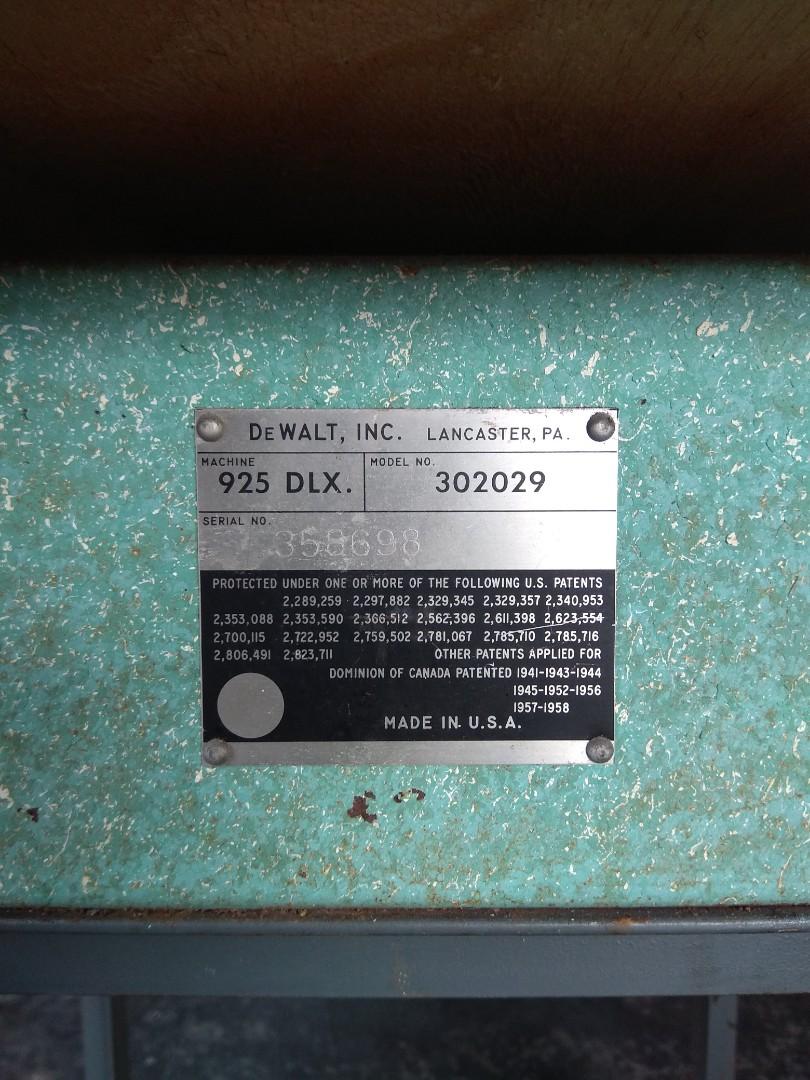 DEWALT, INC. LANCASTER, PA.
MACHINE MODEL NO.
925 DLX. 302029
SERIAL NO.
358698
PROTECTED UNDER ONE OR MORE OF THE FOLLOWING U.S. PATENTS
2,289,259 2,297,882 2,329,345 2,329,357 2,340,953
2,353,088 2,353,590 2,366,512 2,562,396 2,611,398 2,623,554
2,700,115 2,722,952 2,759,502 2,781,067 2,785,710 2,785,716
2,806,491 2,823,711 OTHER PATENTS APPLIED FOR
DOMINION OF CANADA PATENTED 1941-1943-1944
1945-1952-1956
1957-1958
MADE IN U.S.A.